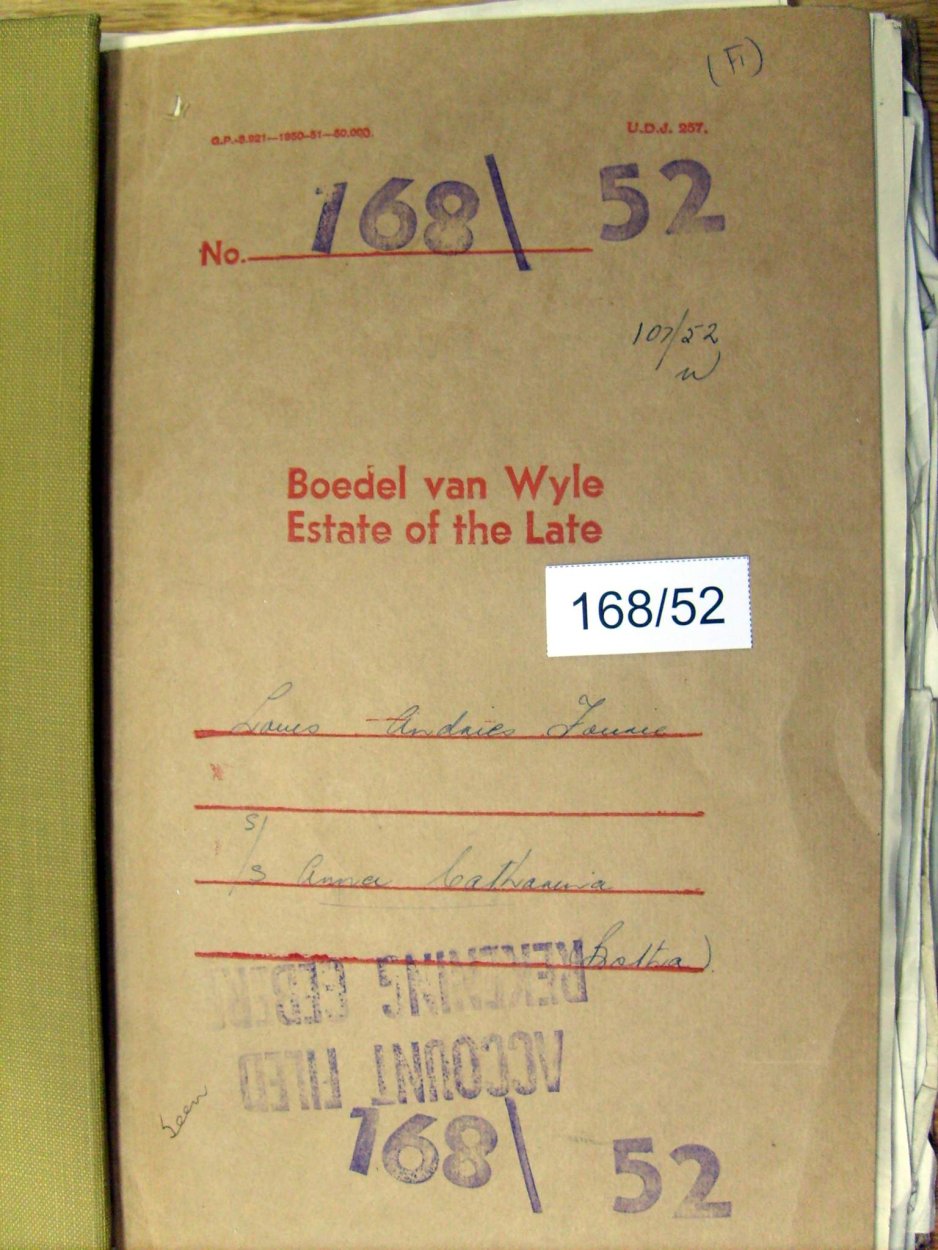 (F1)
G.P.-S.921—1950-51—50,000.
U.D.J. 257.
No. 168\ 52
107/52
Boedel van Wyle
Estate of the Late
168/52
Louis Andries Fourie
S/
/S Anna Catharina
Botha)
REKENING
ACCOUNT FILED
Seen
168\ 52